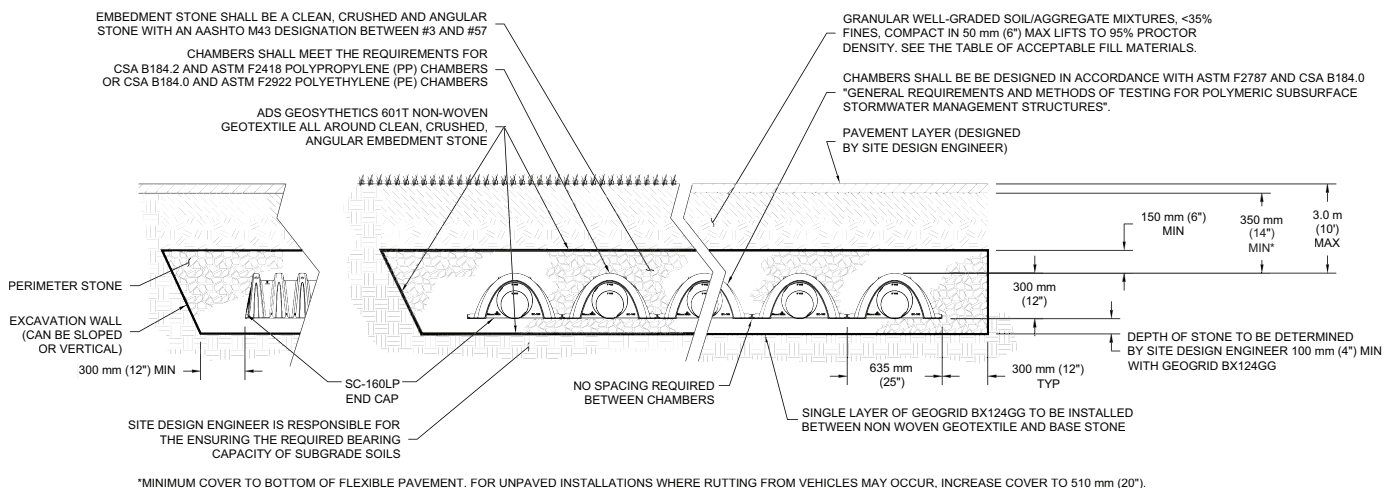 EMBEDMENT STONE SHALL BE A CLEAN, CRUSHED AND ANGULAR
STONE WITH AN AASHTO M43 DESIGNATION BETWEEN #3 AND #57
CHAMBERS SHALL MEET THE REQUIREMENTS FOR
CSA B184.2 AND ASTM F2418 POLYPROPYLENE (PP) CHAMBERS
OR CSA B184.0 AND ASTM F2922 POLYETHYLENE (PE) CHAMBERS
ADS GEOSYTHETICS 601T NON-WOVEN
GEOTEXTILE ALL AROUND CLEAN, CRUSHED,
ANGULAR EMBEDMENT STONE
GRANULAR WELL-GRADED SOIL/AGGREGATE MIXTURES, <35%
FINES, COMPACT IN 50 mm (6") MAX LIFTS TO 95% PROCTOR
DENSITY. SEE THE TABLE OF ACCEPTABLE FILL MATERIALS.
CHAMBERS SHALL BE BE DESIGNED IN ACCORDANCE WITH ASTM F2787 AND CSA B184.0
"GENERAL REQUIREMENTS AND METHODS OF TESTING FOR POLYMERIC SUBSURFACE
STORMWATER MANAGEMENT STRUCTURES".
PAVEMENT LAYER (DESIGNED
BY SITE DESIGN ENGINEER)
150 mm (6")
MIN
350 mm
(14")
MIN*
3.0 m
(10')
MAX
PERIMETER STONE
EXCAVATION WALL
(CAN BE SLOPED
OR VERTICAL)
300 mm (12") MIN
300 mm
(12")
DEPTH OF STONE TO BE DETERMINED
BY SITE DESIGN ENGINEER 100 mm (4") MIN
WITH GEOGRID BX124GG
SC-160LP
END CAP
NO SPACING REQUIRED
BETWEEN CHAMBERS
635 mm
(25")
300 mm (12")
TYP
SITE DESIGN ENGINEER IS RESPONSIBLE FOR
THE ENSURING THE REQUIRED BEARING
CAPACITY OF SUBGRADE SOILS
SINGLE LAYER OF GEOGRID BX124GG TO BE INSTALLED
BETWEEN NON WOVEN GEOTEXTILE AND BASE STONE
*MINIMUM COVER TO BOTTOM OF FLEXIBLE PAVEMENT. FOR UNPAVED INSTALLATIONS WHERE RUTTING FROM VEHICLES MAY OCCUR, INCREASE COVER TO 510 mm (20").